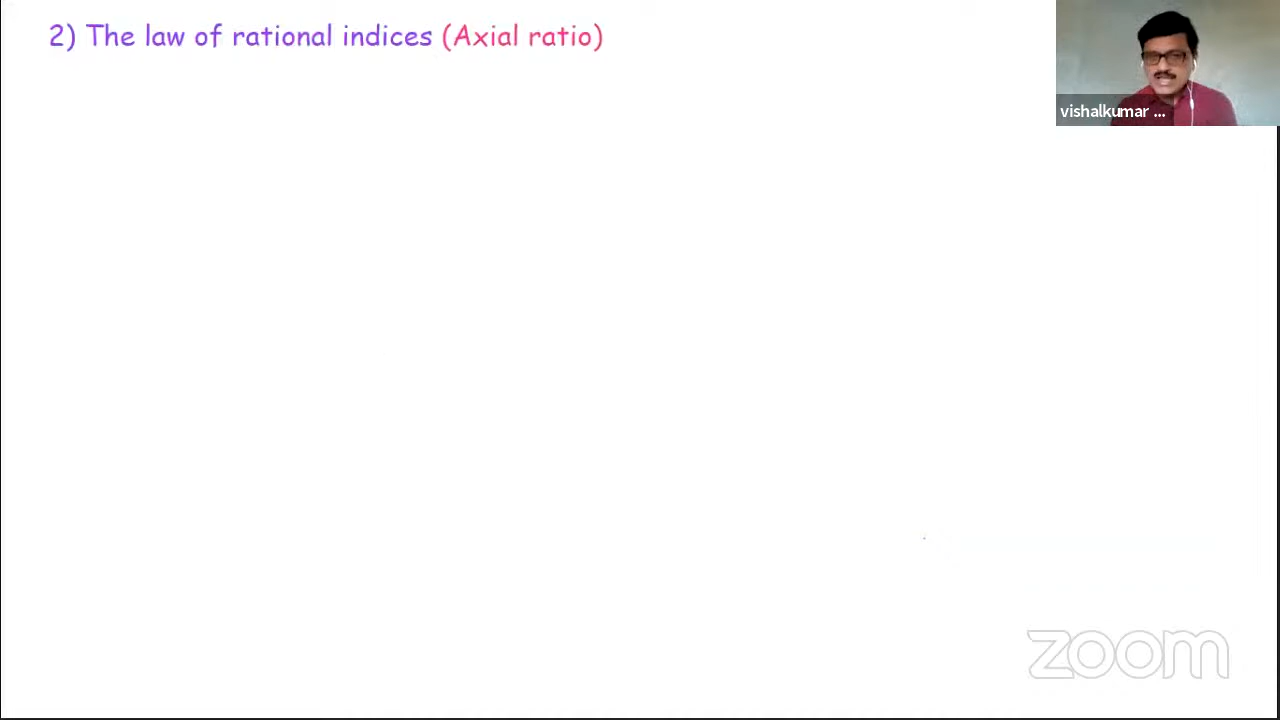 2) The law of rational indices (Axial ratio)
vishalkumar ...
zoom